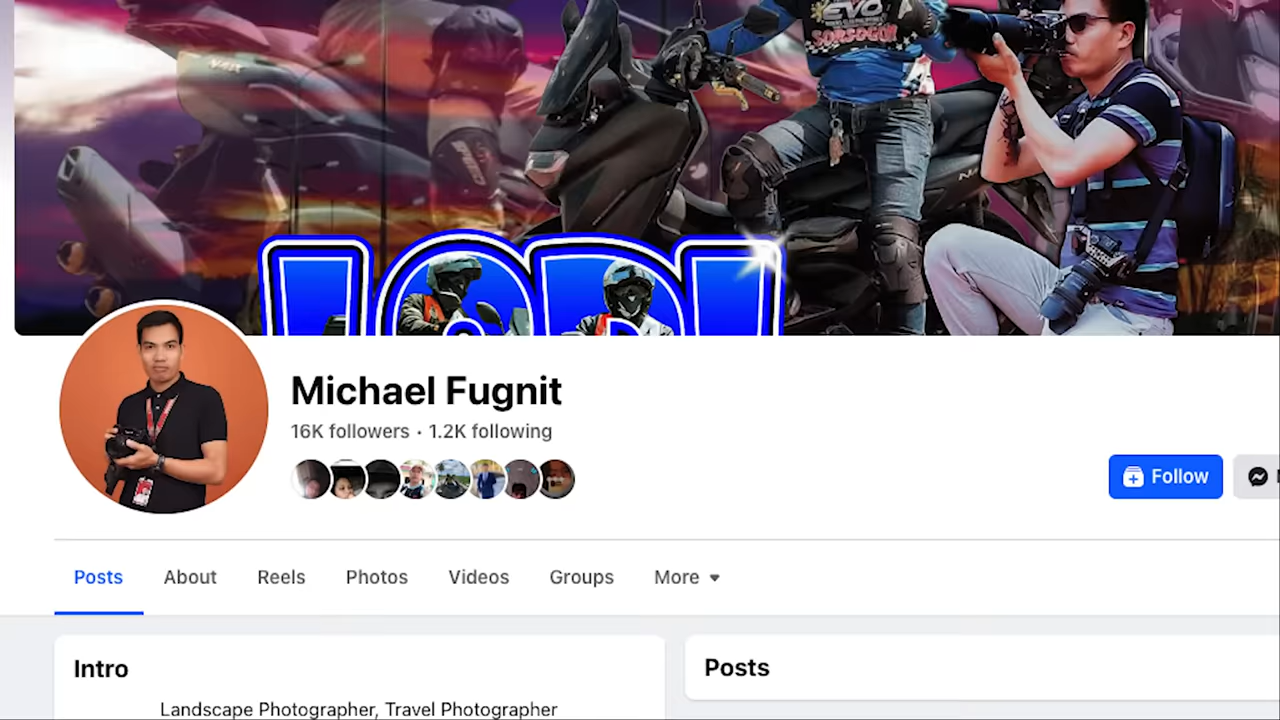 EVO
SORSOGON
LODI
Michael Fugnit
16K followers · 1.2K following
Follow
Posts
About
Reels
Photos
Videos
Groups
More
Intro
Posts
Landscape Photographer, Travel Photographer